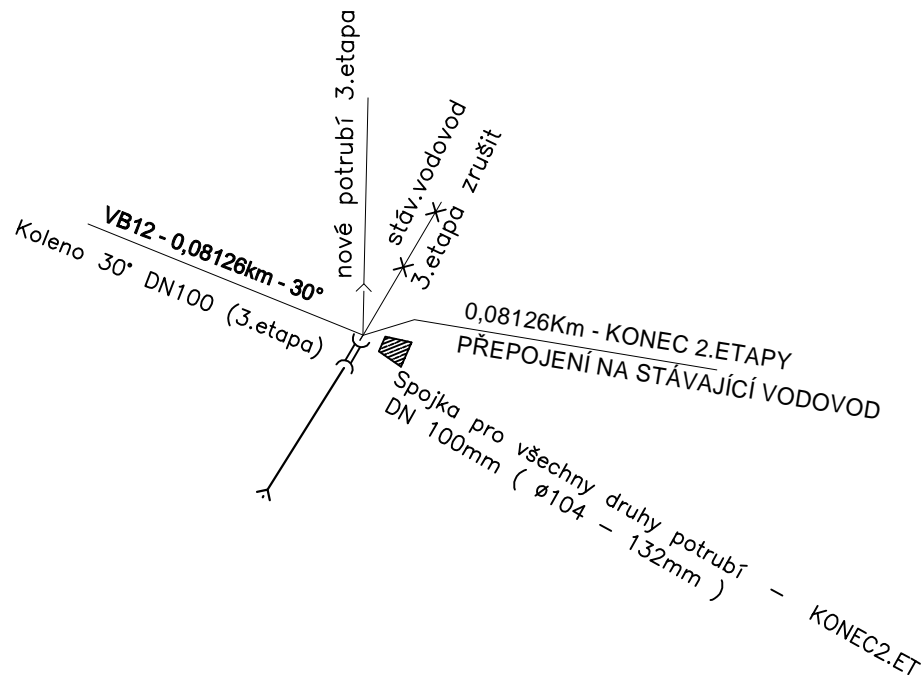 nové potrubí 3.etapa
stáv.vodovod
3.etapa zrušit
VB12 - 0,08126km - 30°
Koleno 30° DN100 (3.etapa)
0,08126Km - KONEC 2.ETAPY
PŘEPOJENÍ NA STÁVAJÍCÍ VODOVOD
Spojka pro všechny druhy potrubí – KONEC2.ET
DN 100mm ( ø104 – 132mm )